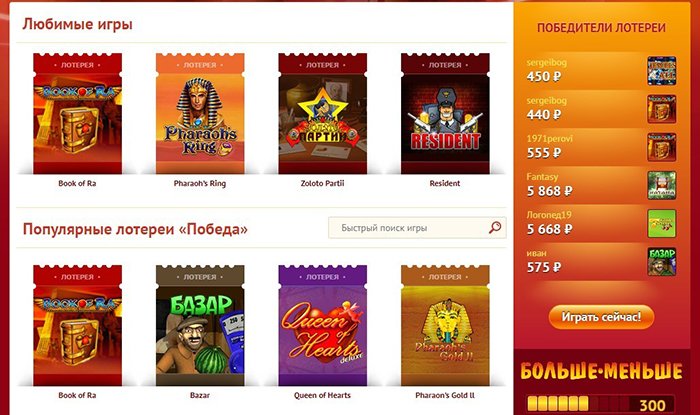 Любимые игры
• ЛОТЕРЕЯ • • ЛОТЕРЕЯ • • ЛОТЕРЕЯ • • ЛОТЕРЕЯ •
BOOK OF RA Pharaoh's King ЗОЛОТО ПАРТИИ RESIDENT
Book of Ra Pharaoh's Ring Zoloto Partii Resident
Популярные лотереи «Победа»
Быстрый поиск игры
• ЛОТЕРЕЯ • • ЛОТЕРЕЯ • • ЛОТЕРЕЯ • • ЛОТЕРЕЯ •
BOOK OF RA БАЗАР Queen of Hearts deluxe Pharaoh's Gold II
Book of Ra Bazar Queen of Hearts Pharaon's Gold II
ПОБЕДИТЕЛИ ЛОТЕРЕИ
sergeibog
450 ₽
sergeibog
440 ₽
1971perovi
555 ₽
Fantasy
5 868 ₽
Логопед19
5 668 ₽
иван
575 ₽
Играть сейчас!
БОЛЬШЕ-МЕНЬШЕ
300